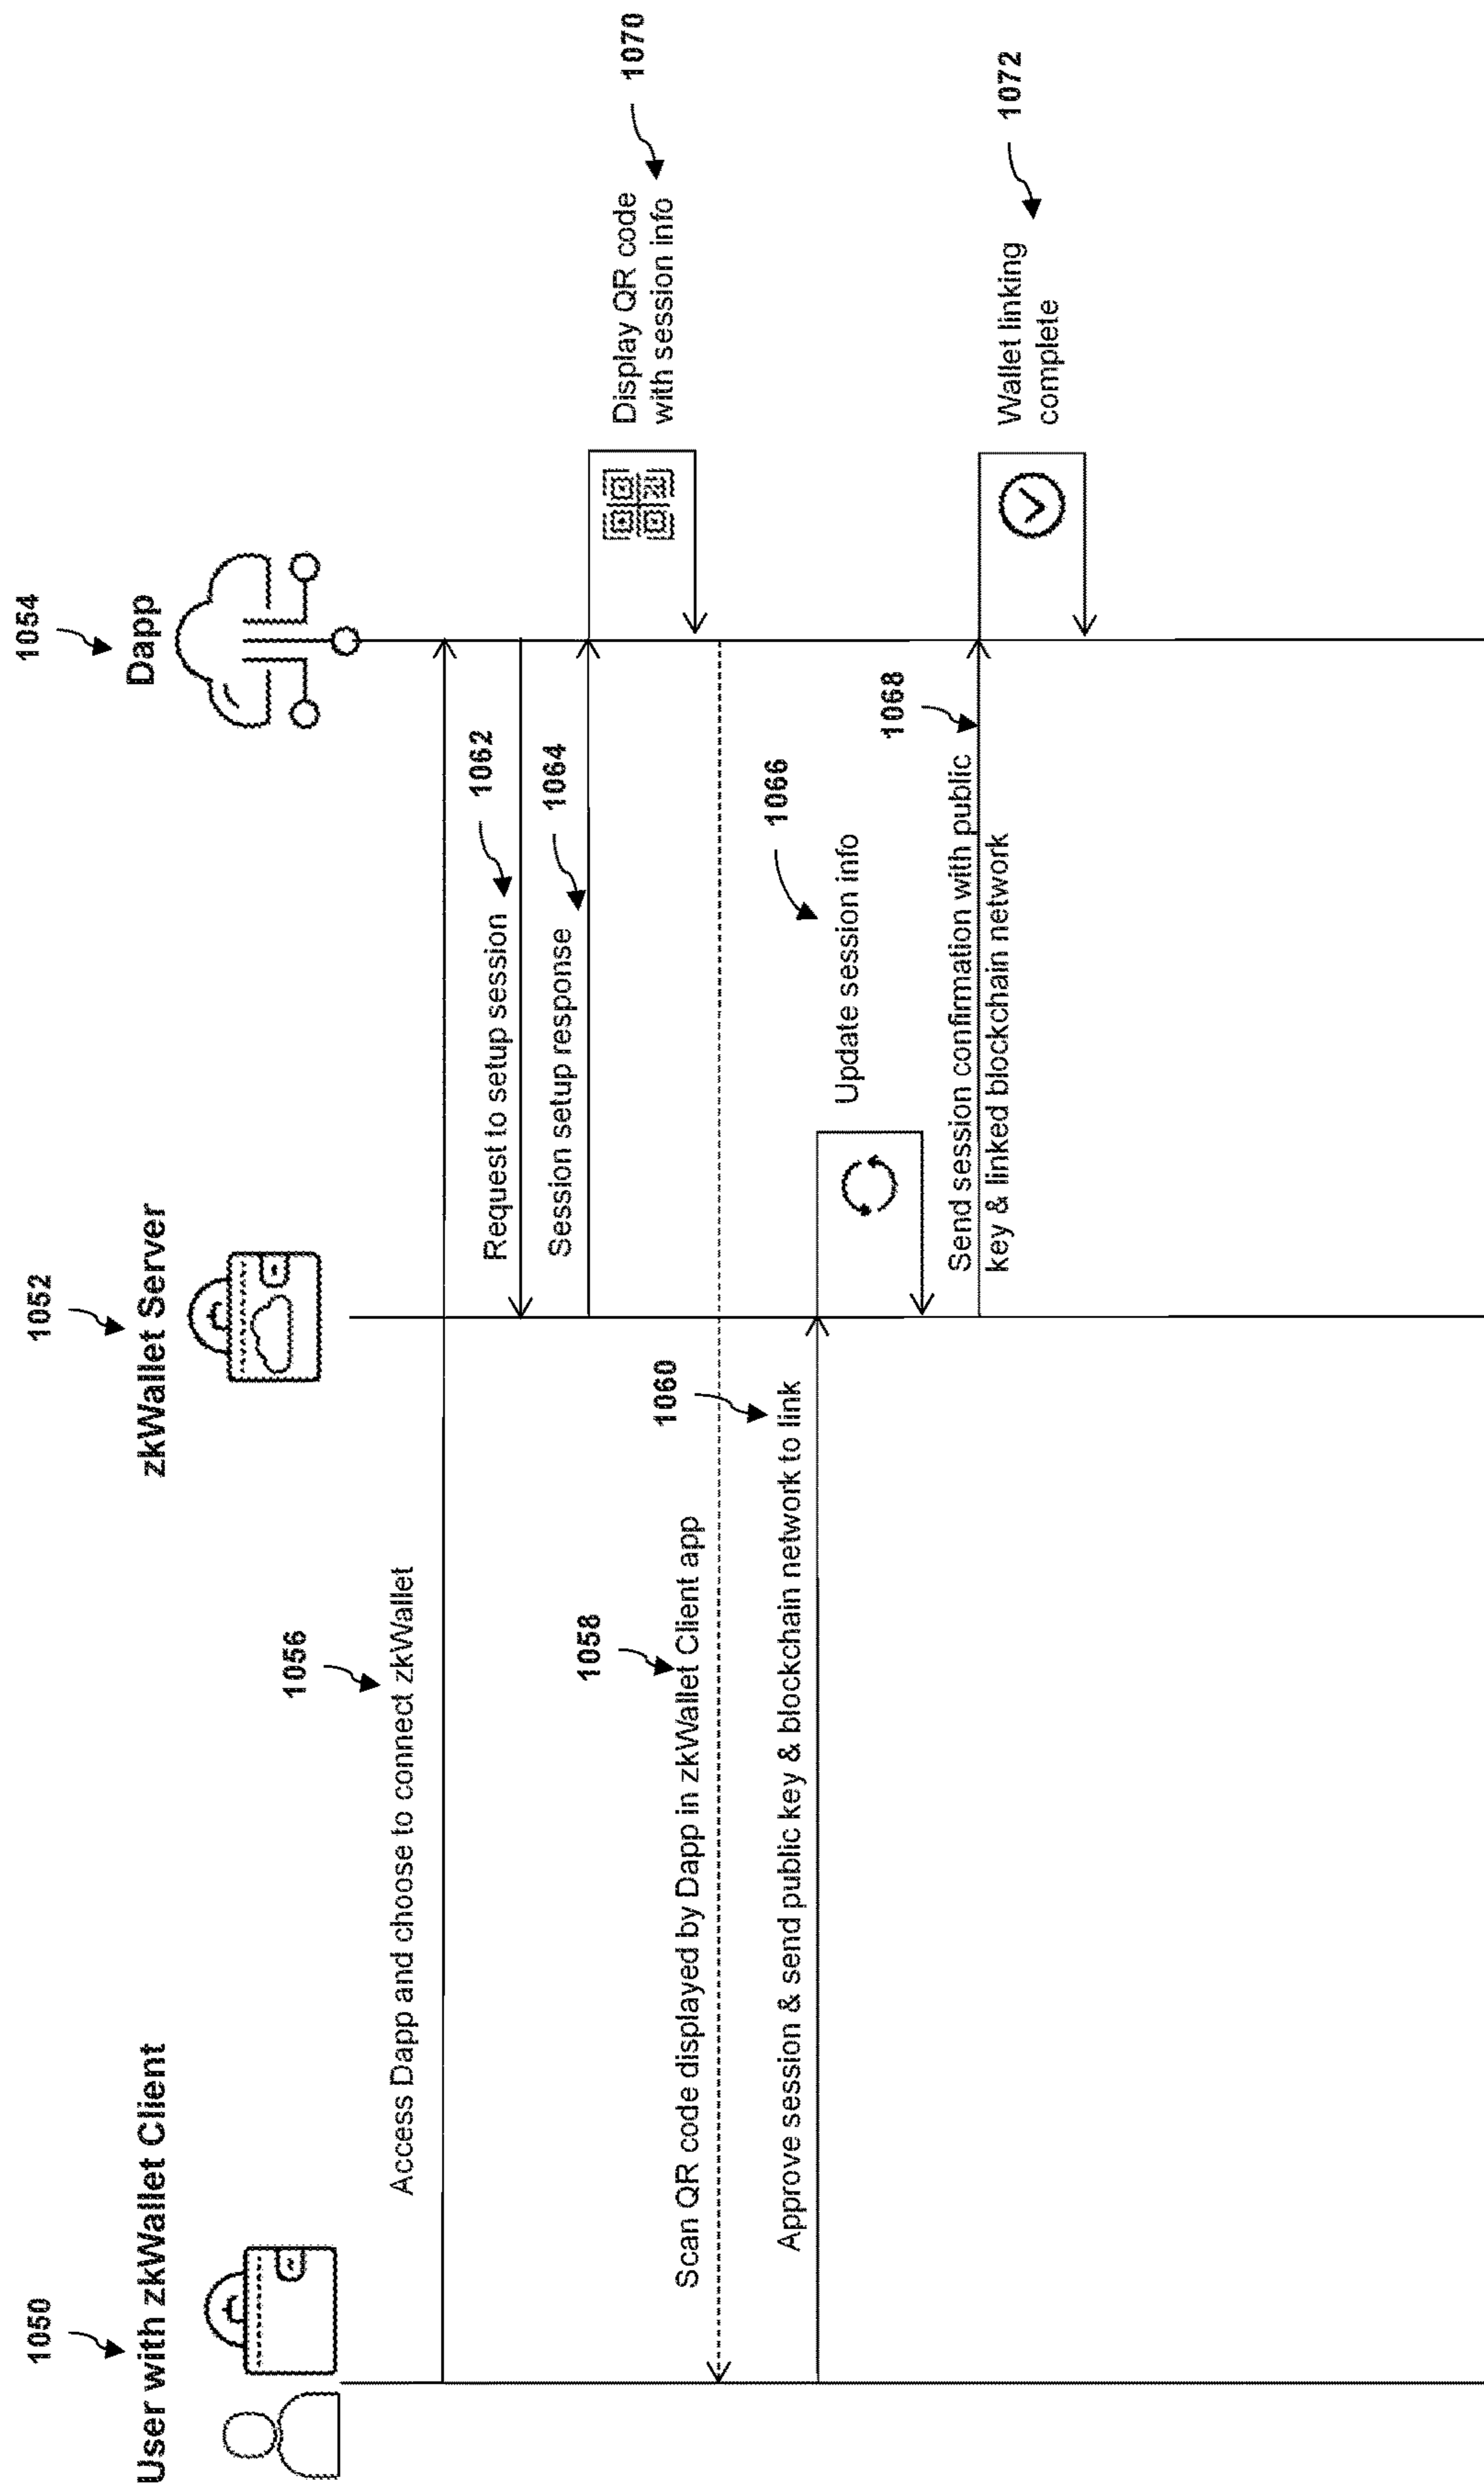 1050
User with zkWallet Client
1052
zkWallet Server
1054
Dapp
1056
Access Dapp and choose to connect zkWallet
1062
Request to setup session
1064
Session setup response
1070
Display QR code
with session info
1058
Scan QR code displayed by Dapp in zkWallet Client app
1060
Approve session & send public key & blockchain network to link
1066
Update session info
1068
Send session confirmation with public
key & linked blockchain network
1072
Wallet linking
complete